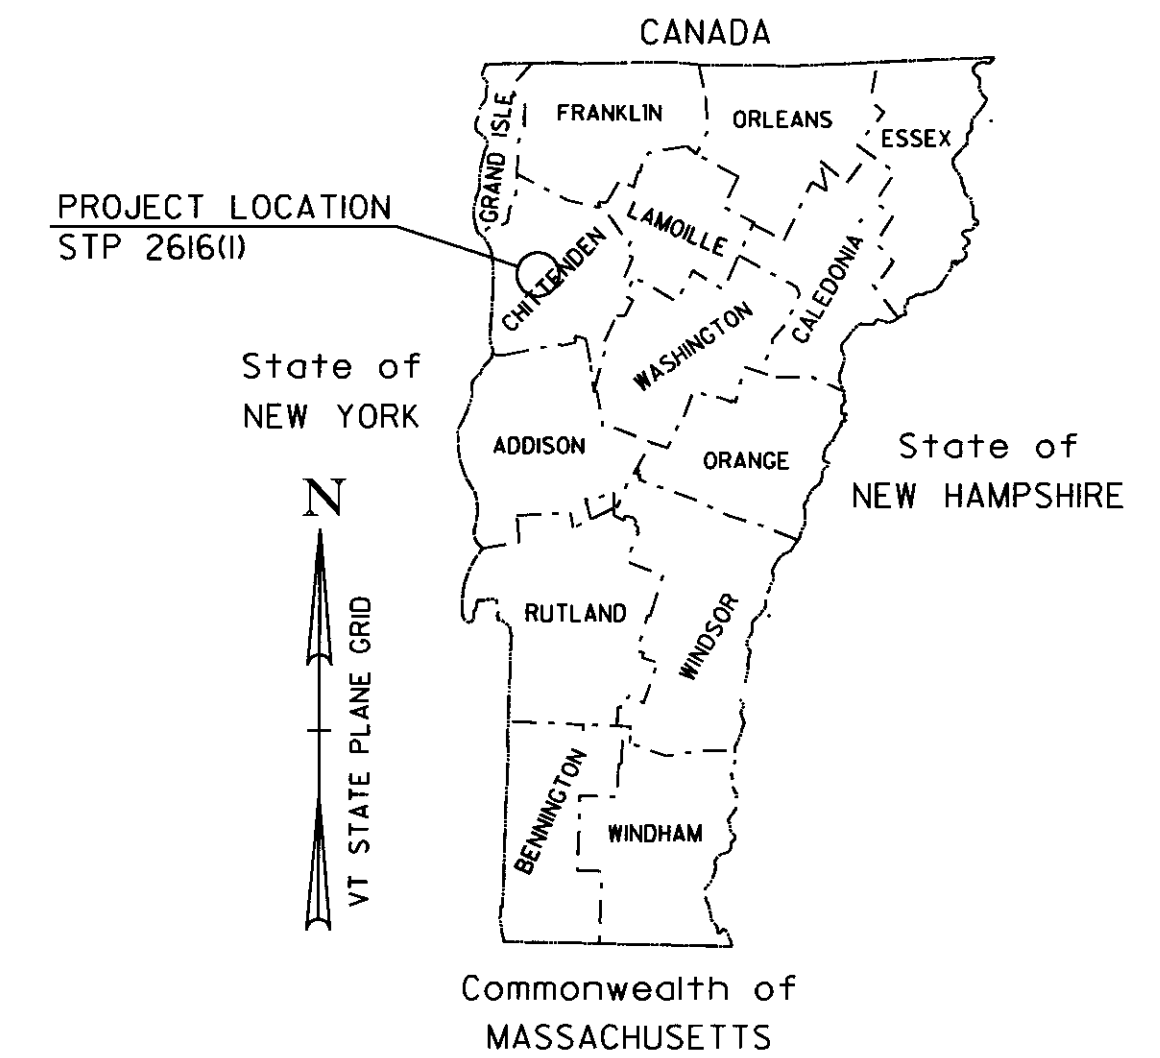 CANADA
GRAND ISLE
FRANKLIN
ORLEANS
ESSEX
PROJECT LOCATION
STP 2616(1)
LAMOILLE
CHITTENDEN
CALEDONIA
WASHINGTON
State of
NEW YORK
ADDISON
ORANGE
State of
NEW HAMPSHIRE
N
VT STATE PLANE GRID
RUTLAND
WINDSOR
BENNINGTON
WINDHAM
Commonwealth of
MASSACHUSETTS